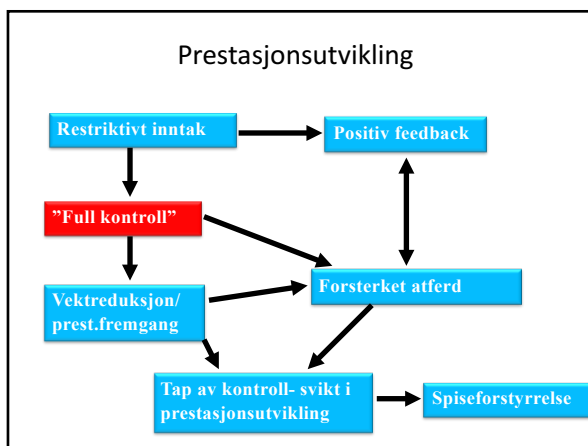 Prestasjonsutvikling
Restriktivt inntak
Positiv feedback
”Full kontroll”
Forsterket atferd
Vektreduksjon/
prest.fremgang
Tap av kontroll- svikt i
prestasjonsutvikling
Spiseforstyrrelse